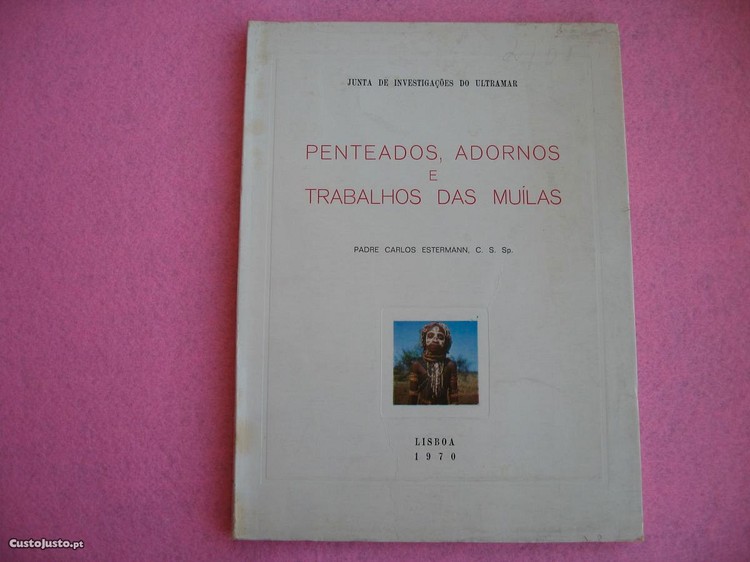 JUNTA DE INVESTIGAÇÕES DO ULTRAMAR
PENTEADOS, ADORNOS
E
TRABALHOS DAS MUÍLAS
PADRE CARLOS ESTERMANN, C. S. Sp.
LISBOA
1970
CustoJusto.pt